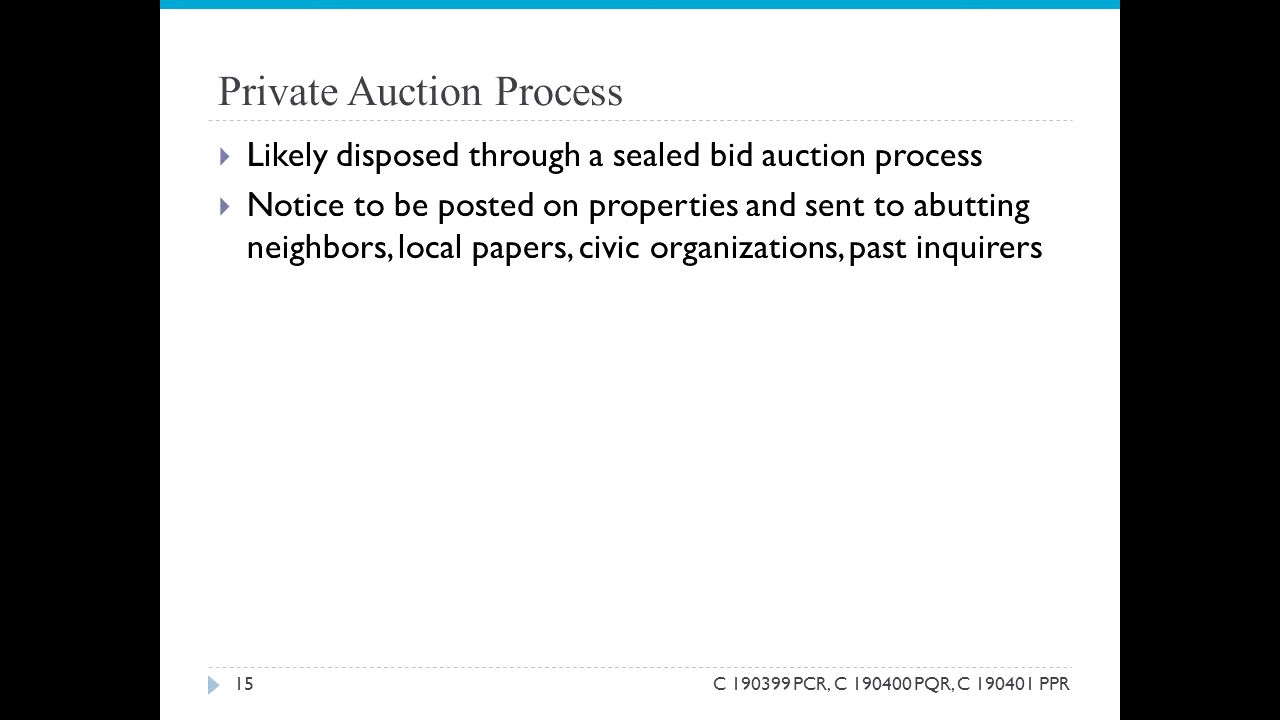 Private Auction Process
Likely disposed through a sealed bid auction process
Notice to be posted on properties and sent to abutting
neighbors, local papers, civic organizations, past inquirers
15
C 190399 PCR, C 190400 PQR, C 190401 PPR